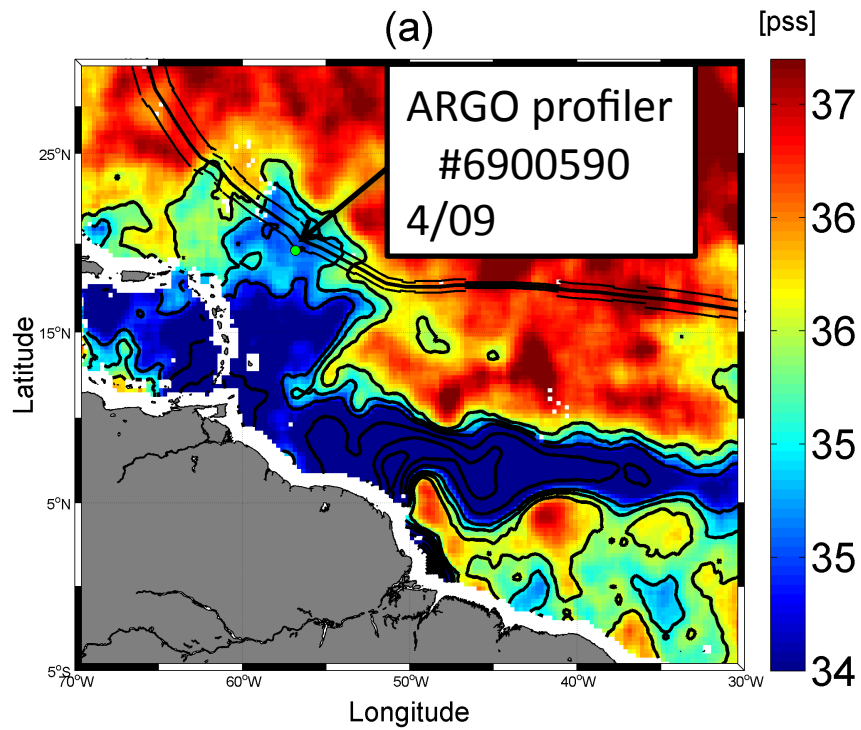 (a)
[pss]
ARGO profiler
#6900590
4/09
37
36
36
35
35
34
25°N
15°N
5°N
5°S
70°W
60°W
50°W
40°W
30°W
Latitude
Longitude